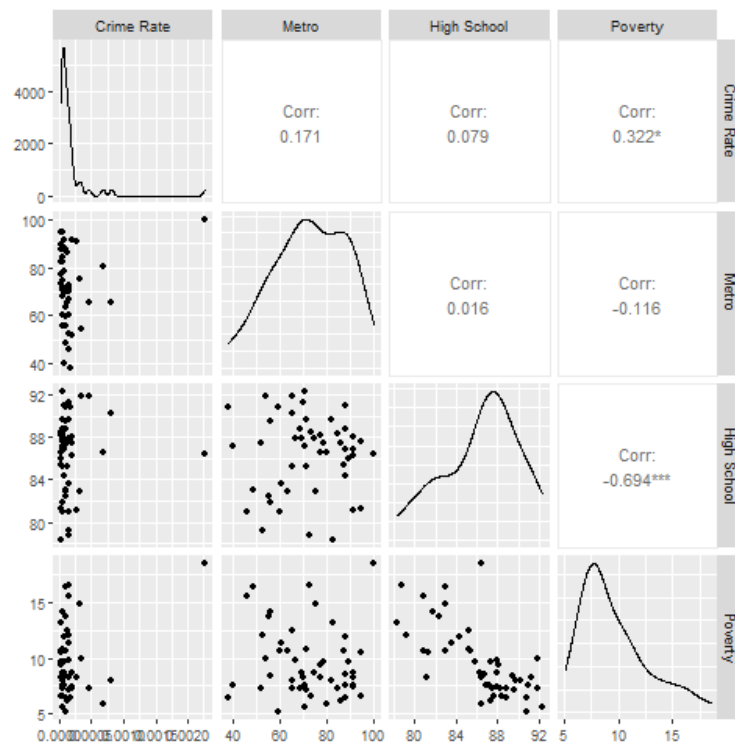 Crime Rate Metro High School Poverty
4000
2000
0
Corr:
0.171
Corr:
0.079
Corr:
0.322*
Crime Rate
100
80
60
40
Corr:
0.016
Corr:
-0.116
Metro
92
88
84
80
Corr:
-0.694***
High School
15
10
5
Poverty
40 60 80 100 80 84 88 92 5 10 15